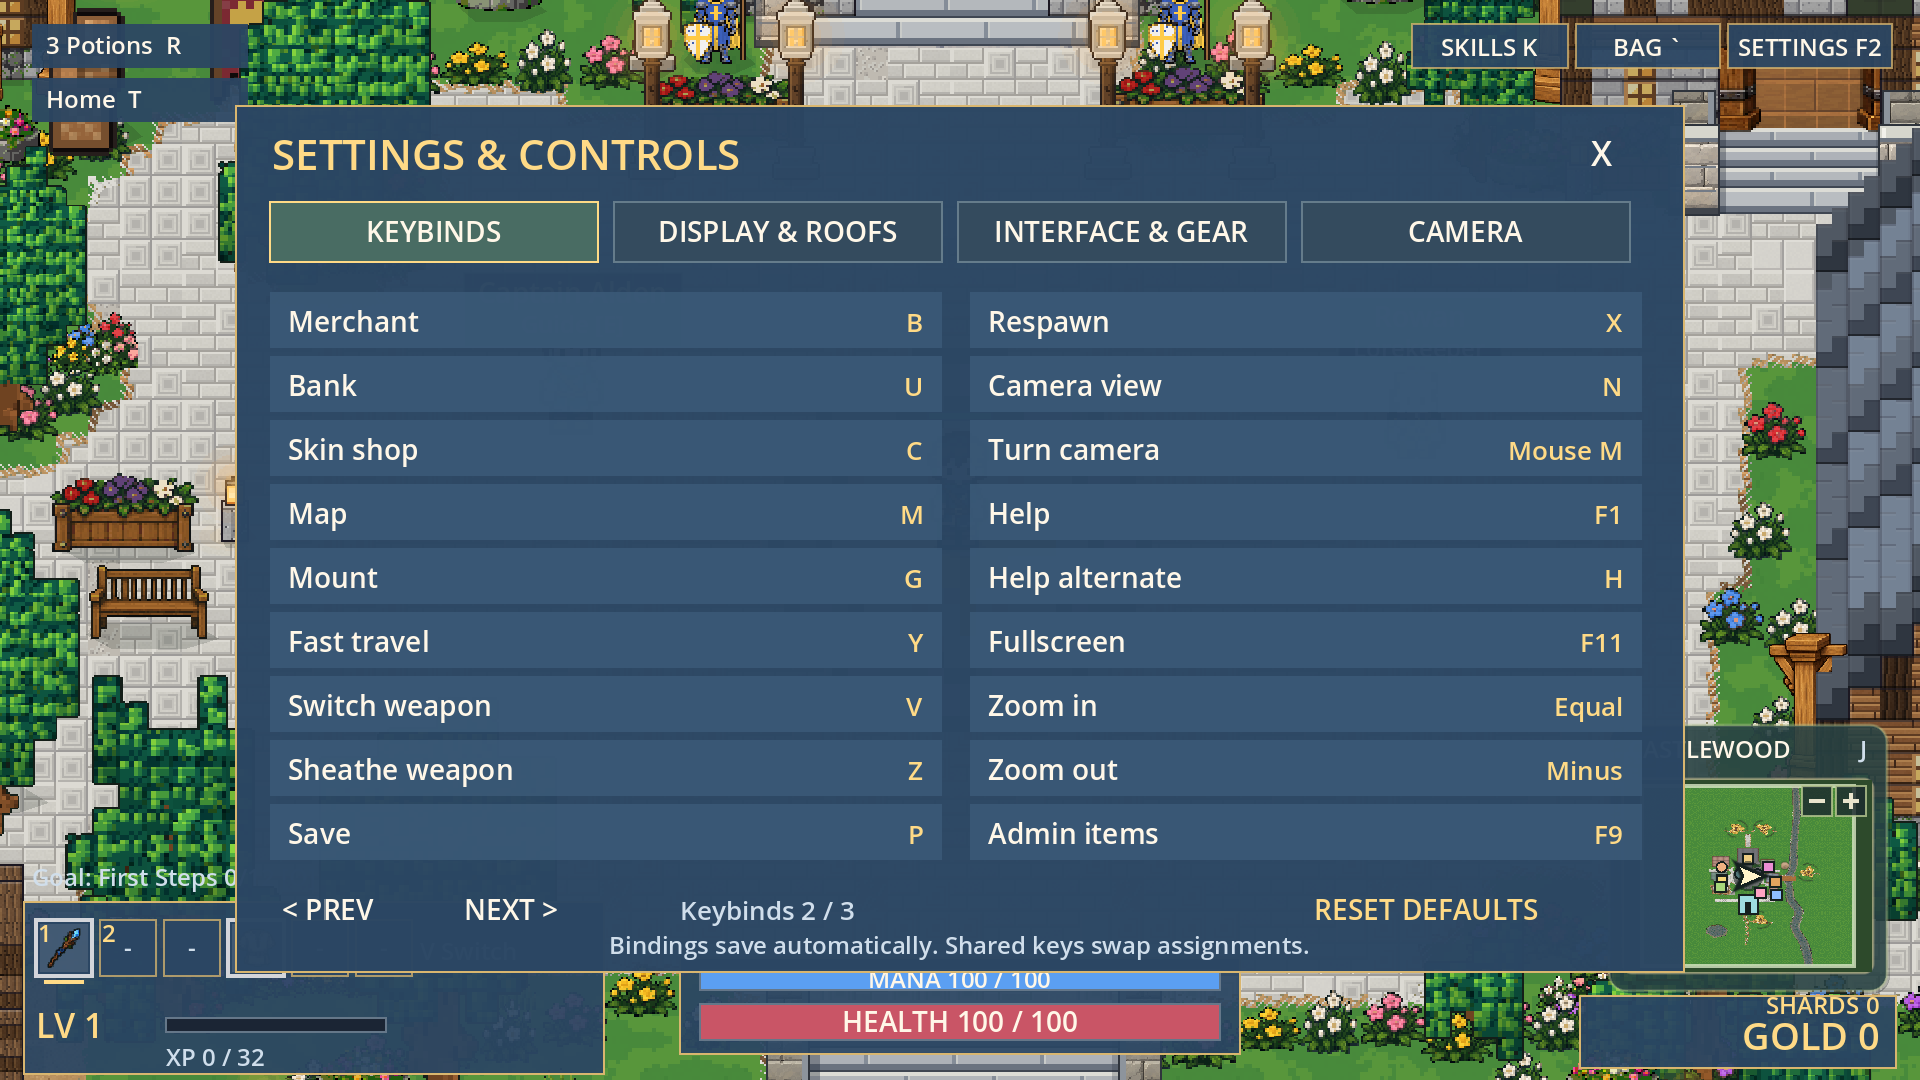 3 Potions R
Home T
SKILLS K
BAG `
SETTINGS F2
SETTINGS & CONTROLS
X
KEYBINDS
DISPLAY & ROOFS
INTERFACE & GEAR
CAMERA
Merchant B
Bank U
Skin shop C
Map M
Mount G
Fast travel Y
Switch weapon V
Sheathe weapon Z
Save P
Respawn X
Camera view N
Turn camera Mouse M
Help F1
Help alternate H
Fullscreen F11
Zoom in Equal
Zoom out Minus
Admin items F9
< PREV
NEXT >
Keybinds 2 / 3
RESET DEFAULTS
Bindings save automatically. Shared keys swap assignments.
LEWOOD J
− +
Goal: First Steps 0
1
2
-
-
LV 1
XP 0 / 32
MANA 100 / 100
HEALTH 100 / 100
SHARDS 0
GOLD 0